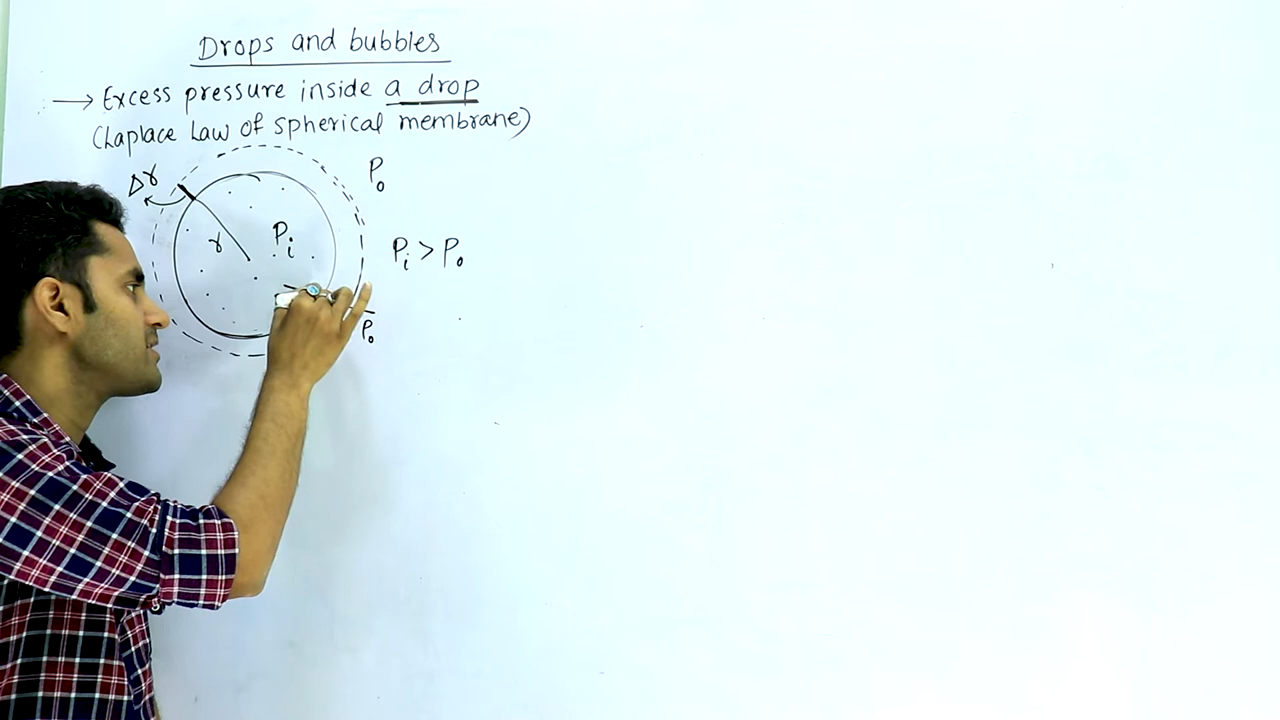 Drops and bubbles
→ Excess pressure inside a drop
(Laplace Law of spherical membrane)
Δr
P₀
r
Pᵢ
Pᵢ > P₀
P₀